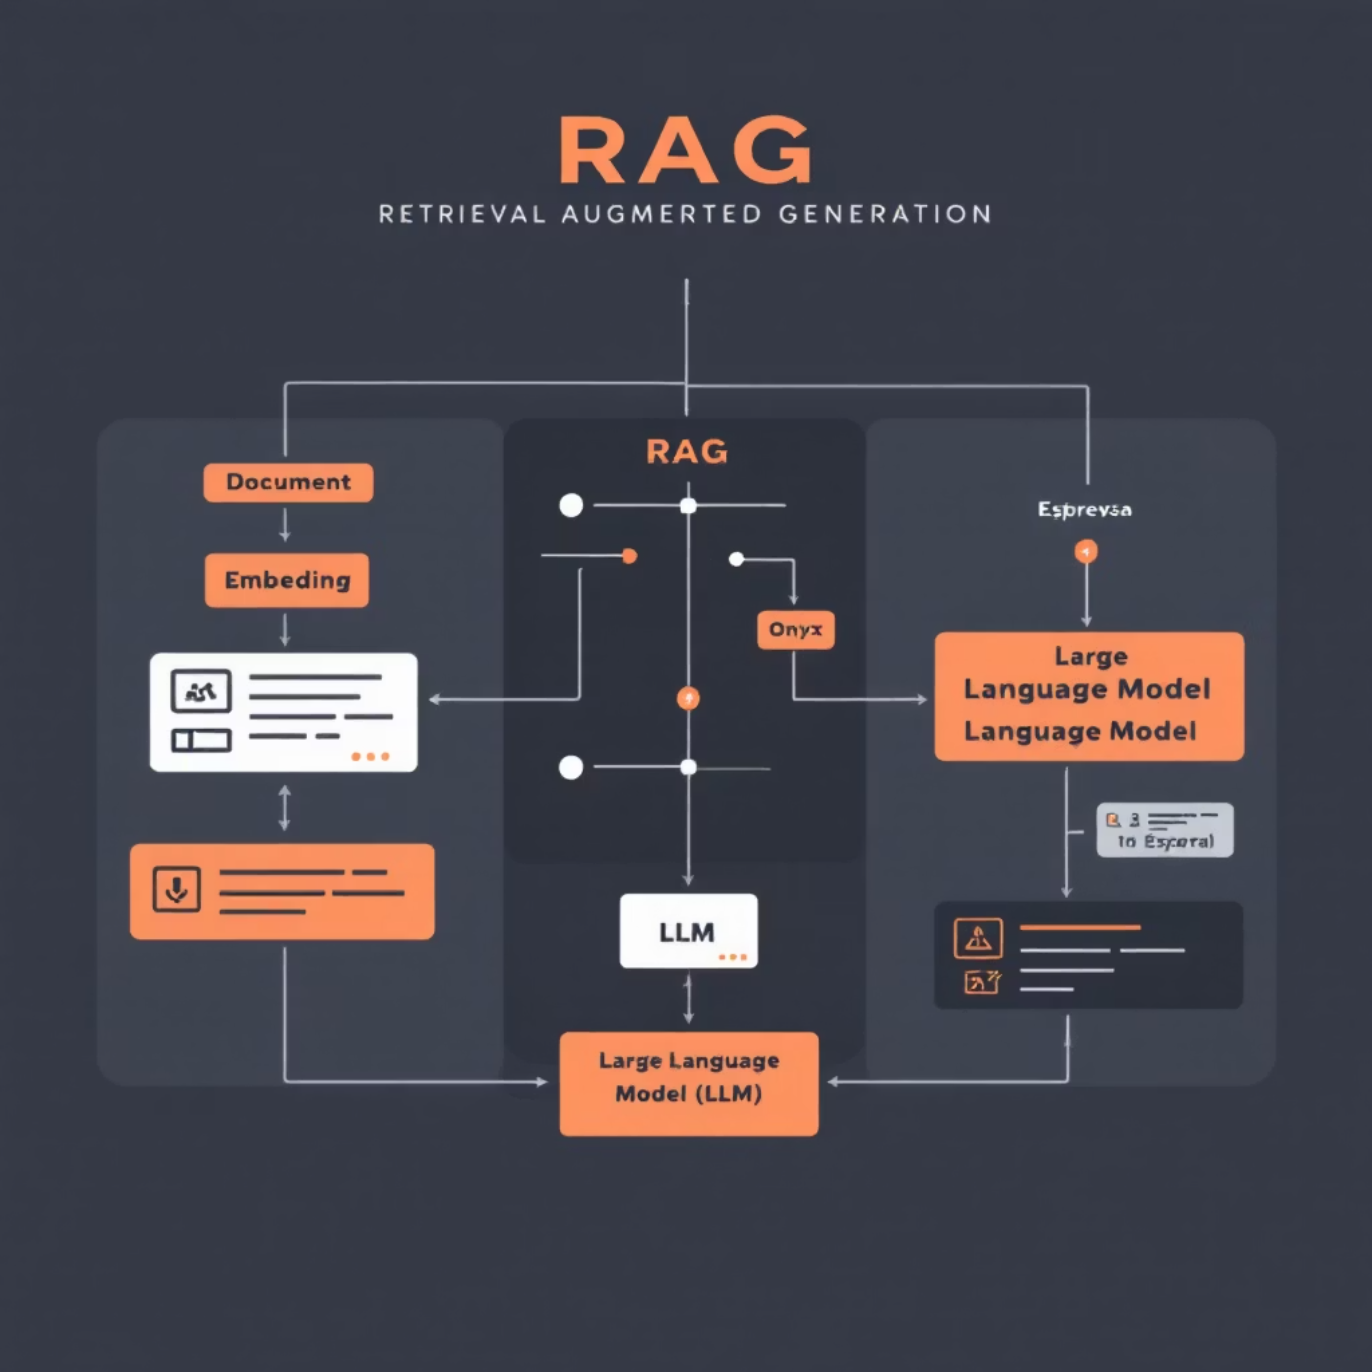 RAG
RETRIEVAL AUGMERTED GENERATION
Document
Embeding
RAG
Onyx
LLM
Large Language
Model (LLM)
Esprevsa
Large
Language Model
Language Model